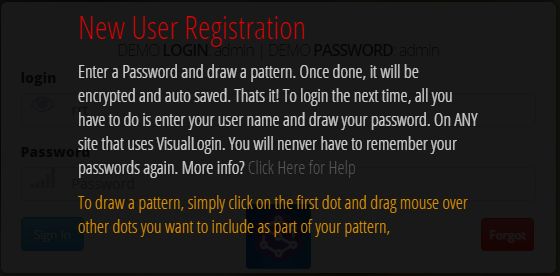 New User Registration
DEMO LOGIN: admin | DEMO PASSWORD: admin
login
Enter a Password and draw a pattern. Once done, it will be
encrypted and auto saved. Thats it! To login the next time, all you
have to do is enter your user name and draw your password. On ANY
site that uses VisualLogin. You will nenver have to remember your
passwords again. More info? Click Here for Help
Password
Password
To draw a pattern, simply click on the first dot and drag mouse over
other dots you want to include as part of your pattern,
Sign In
Forgot